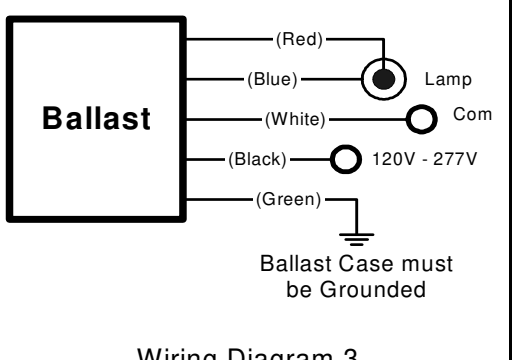 (Red)
(Blue) Lamp
Ballast (White) Com
(Black) 120V - 277V
(Green)
Ballast Case must
be Grounded
Wiring Diagram 3